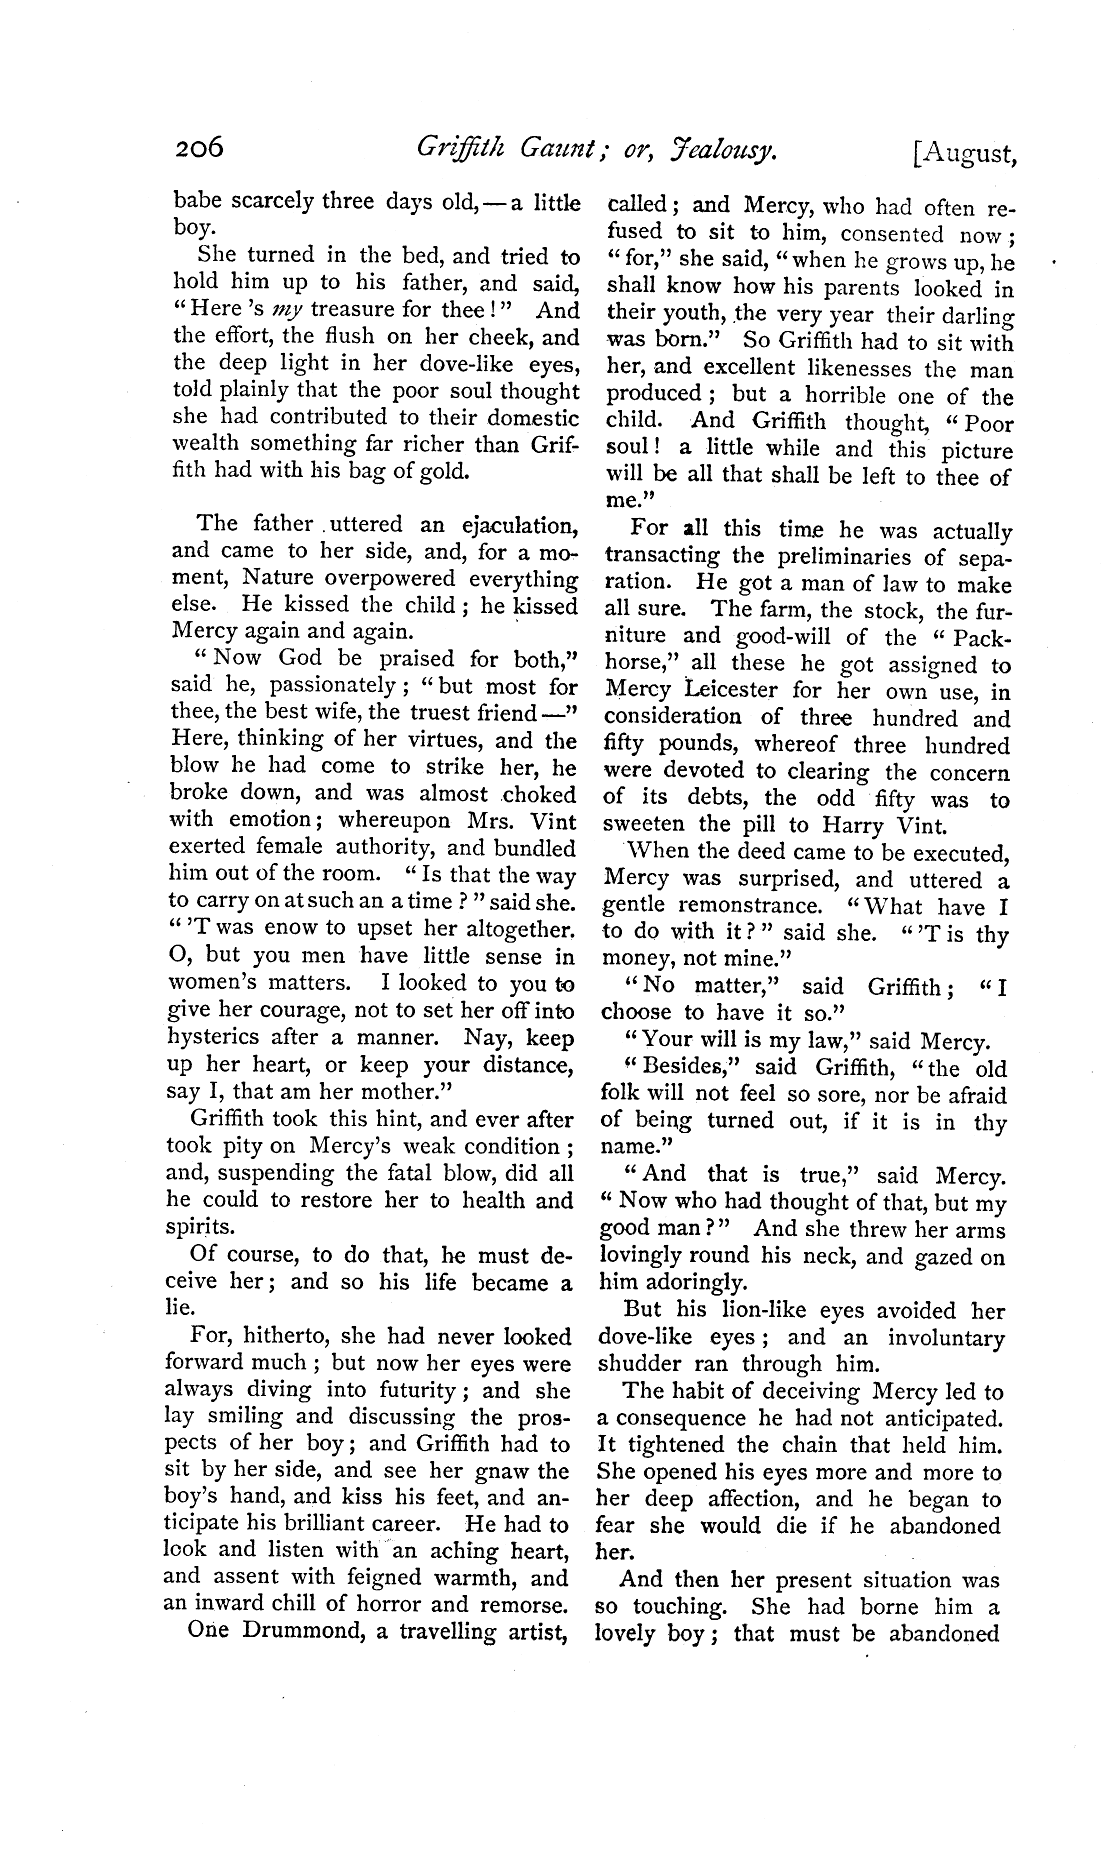 206 Griffith Gaunt; or, Jealousy. [August,
babe scarcely three days old,—a little
boy.
She turned in the bed, and tried to
hold him up to his father, and said,
"Here 's my treasure for thee!" And
the effort, the flush on her cheek, and
the deep light in her dove-like eyes,
told plainly that the poor soul thought
she had contributed to their domestic
wealth something far richer than Grif-
fith had with his bag of gold.
The father uttered an ejaculation,
and came to her side, and, for a mo-
ment, Nature overpowered everything
else. He kissed the child; he kissed
Mercy again and again.
"Now God be praised for both,"
said he, passionately; "but most for
thee, the best wife, the truest friend—"
Here, thinking of her virtues, and the
blow he had come to strike her, he
broke down, and was almost choked
with emotion; whereupon Mrs. Vint
exerted female authority, and bundled
him out of the room. "Is that the way
to carry on at such an a time?" said she.
"'T was enow to upset her altogether.
O, but you men have little sense in
women's matters. I looked to you to
give her courage, not to set her off into
hysterics after a manner. Nay, keep
up her heart, or keep your distance,
say I, that am her mother."
Griffith took this hint, and ever after
took pity on Mercy's weak condition;
and, suspending the fatal blow, did all
he could to restore her to health and
spirits.
Of course, to do that, he must de-
ceive her; and so his life became a
lie.
For, hitherto, she had never looked
forward much; but now her eyes were
always diving into futurity; and she
lay smiling and discussing the pros-
pects of her boy; and Griffith had to
sit by her side, and see her gnaw the
boy's hand, and kiss his feet, and an-
ticipate his brilliant career. He had to
look and listen with an aching heart,
and assent with feigned warmth, and
an inward chill of horror and remorse.
One Drummond, a travelling artist,
called; and Mercy, who had often re-
fused to sit to him, consented now;
"for," she said, "when he grows up, he
shall know how his parents looked in
their youth, the very year their darling
was born." So Griffith had to sit with
her, and excellent likenesses the man
produced; but a horrible one of the
child. And Griffith thought, "Poor
soul! a little while and this picture
will be all that shall be left to thee of
me."
For all this time he was actually
transacting the preliminaries of sepa-
ration. He got a man of law to make
all sure. The farm, the stock, the fur-
niture and good-will of the "Pack-
horse," all these he got assigned to
Mercy Leicester for her own use, in
consideration of three hundred and
fifty pounds, whereof three hundred
were devoted to clearing the concern
of its debts, the odd fifty was to
sweeten the pill to Harry Vint.
When the deed came to be executed,
Mercy was surprised, and uttered a
gentle remonstrance. "What have I
to do with it?" said she. "'T is thy
money, not mine."
"No matter," said Griffith; "I
choose to have it so."
"Your will is my law," said Mercy.
"Besides," said Griffith, "the old
folk will not feel so sore, nor be afraid
of being turned out, if it is in thy
name."
"And that is true," said Mercy.
"Now who had thought of that, but my
good man?" And she threw her arms
lovingly round his neck, and gazed on
him adoringly.
But his lion-like eyes avoided her
dove-like eyes; and an involuntary
shudder ran through him.
The habit of deceiving Mercy led to
a consequence he had not anticipated.
It tightened the chain that held him.
She opened his eyes more and more to
her deep affection, and he began to
fear she would die if he abandoned
her.
And then her present situation was
so touching. She had borne him a
lovely boy; that must be abandoned